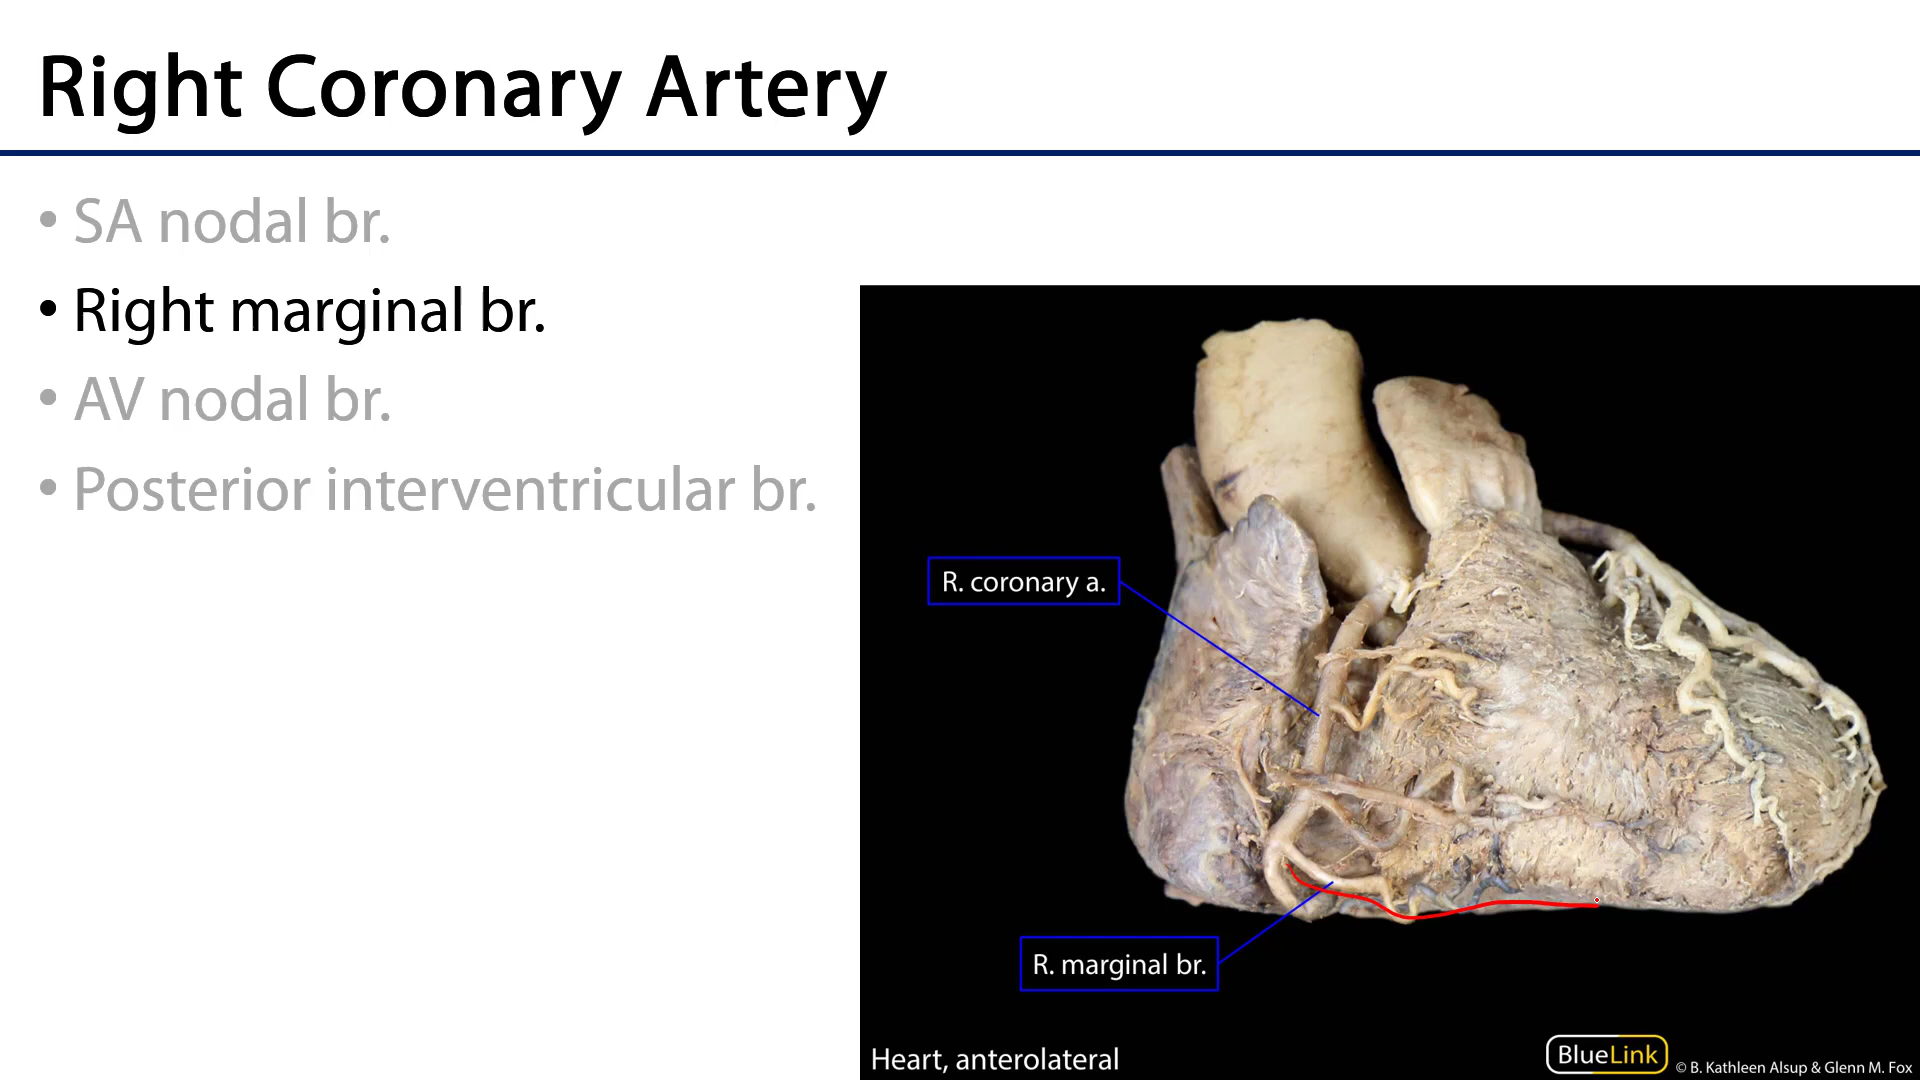 Right Coronary Artery
• SA nodal br.
• Right marginal br.
• AV nodal br.
• Posterior interventricular br.
R. coronary a.
R. marginal br.
Heart, anterolateral
BlueLink
© B. Kathleen Alsup & Glenn M. Fox